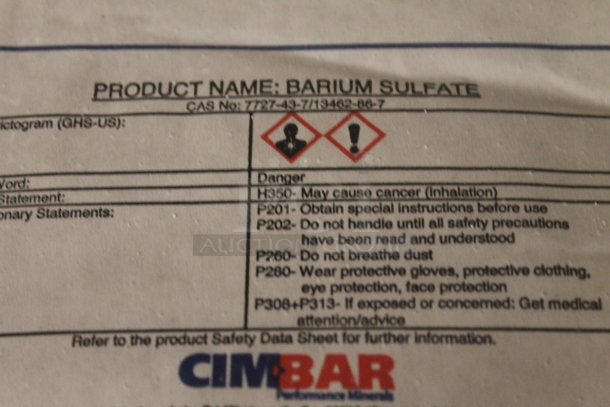 PRODUCT NAME: BARIUM SULFATE
CAS No: 7727-43-7/13462-86-7
ictogram (GHS-US):
Word: Danger
Statement: H350- May cause cancer (Inhalation)
onary Statements: P201- Obtain special instructions before use
P202- Do not handle until all safety precautions
have been read and understood
P260- Do not breathe dust
P280- Wear protective gloves, protective clothing,
eye protection, face protection
P308+P313- If exposed or concerned: Get medical
attention/advice
Refer to the product Safety Data Sheet for further information.
CIMBAR
Performance Minerals